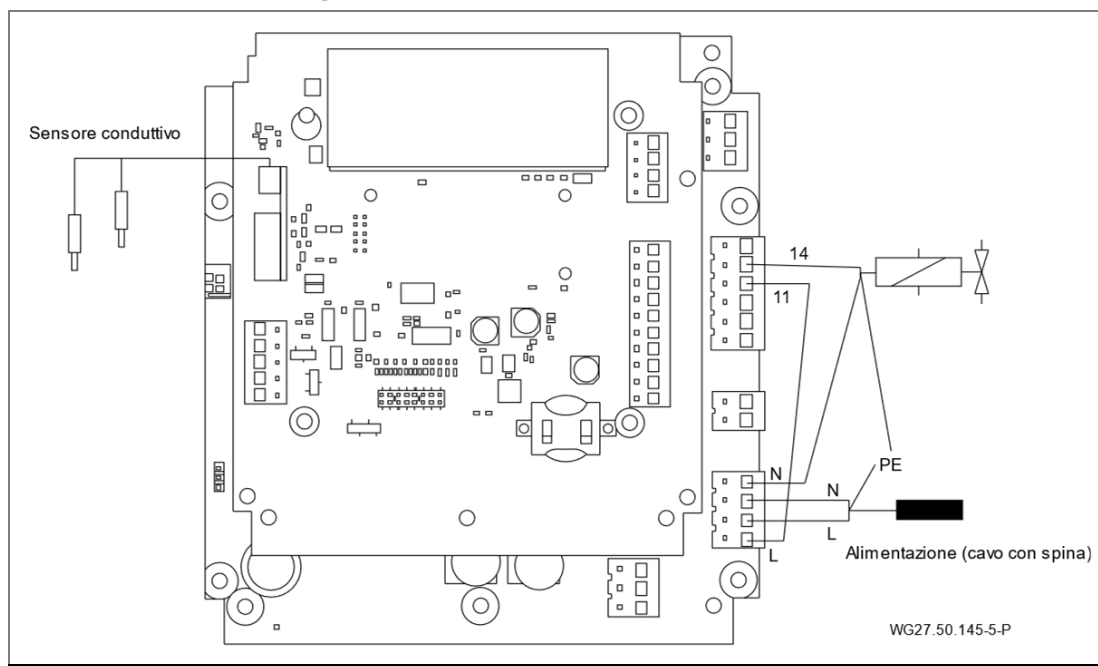 Sensore conduttivo
14
11
PE
N
N
L
L
Alimentazione (cavo con spina)
WG27.50.145-5-P